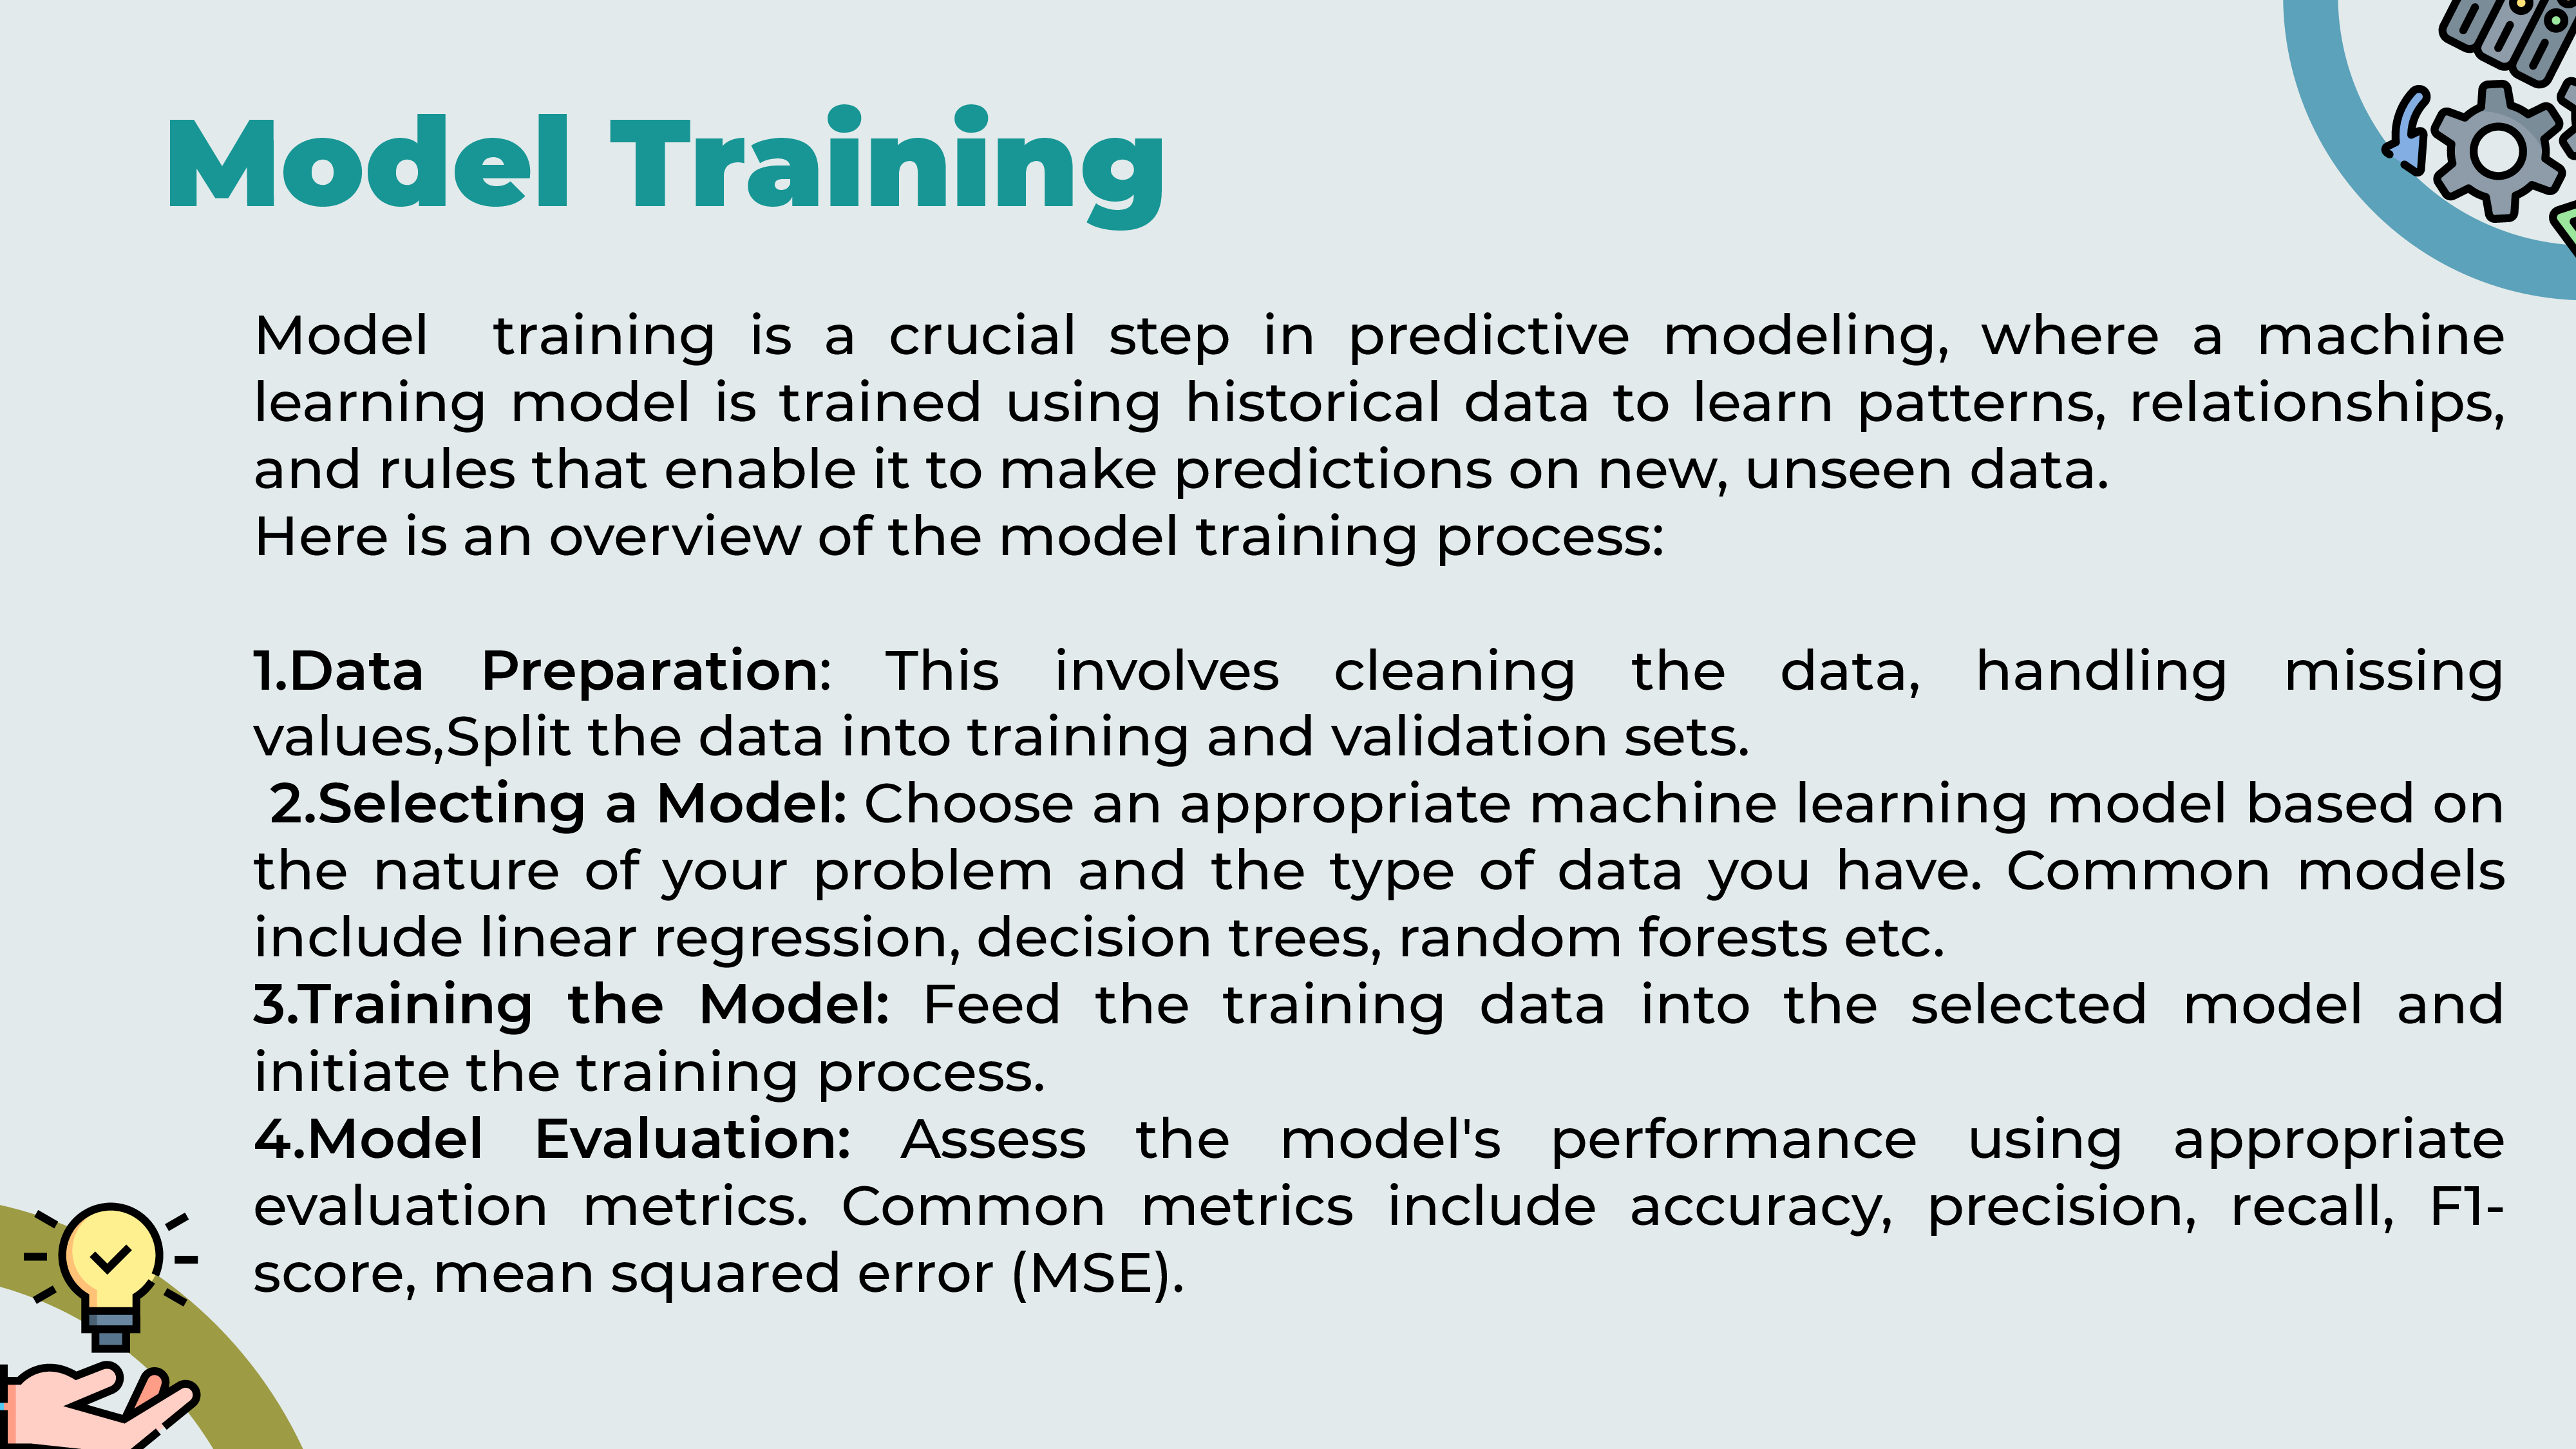 Model Training
Model training is a crucial step in predictive modeling, where a machine
learning model is trained using historical data to learn patterns, relationships,
and rules that enable it to make predictions on new, unseen data.
Here is an overview of the model training process:
1.Data Preparation: This involves cleaning the data, handling missing
values,Split the data into training and validation sets.
2.Selecting a Model: Choose an appropriate machine learning model based on
the nature of your problem and the type of data you have. Common models
include linear regression, decision trees, random forests etc.
3.Training the Model: Feed the training data into the selected model and
initiate the training process.
4.Model Evaluation: Assess the model's performance using appropriate
evaluation metrics. Common metrics include accuracy, precision, recall, F1-
score, mean squared error (MSE).